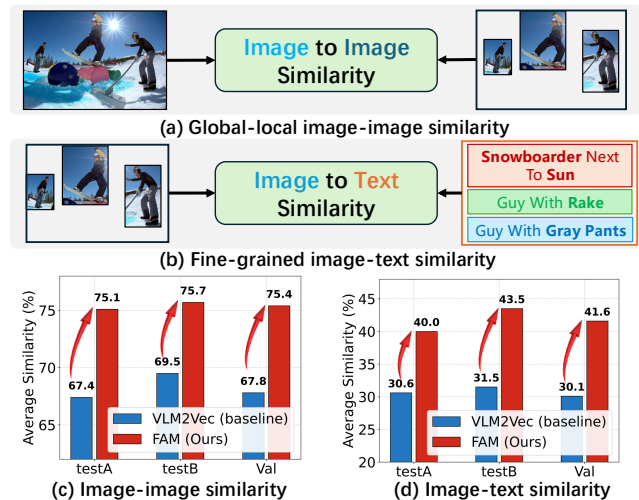 Image to Image
Similarity
(a) Global-local image-image similarity
Image to Text
Similarity
Snowboarder Next
To Sun
Guy With Rake
Guy With Gray Pants
(b) Fine-grained image-text similarity
Average Similarity (%)
75
70
65
67.4
75.1
69.5
75.7
67.8
75.4
VLM2Vec (baseline)
FAM (Ours)
testA
testB
Val
(c) Image-image similarity
Average Similarity (%)
45
40
35
30
25
20
30.6
40.0
31.5
43.5
30.1
41.6
VLM2Vec (baseline)
FAM (Ours)
testA
testB
Val
(d) Image-text similarity